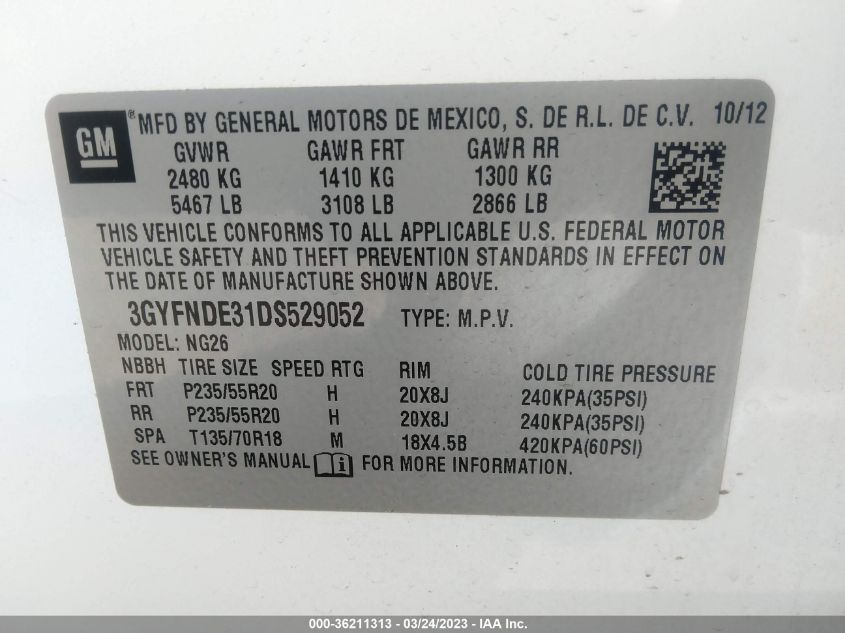 GM
® MFD BY GENERAL MOTORS DE MEXICO, S. DE R.L. DE C.V. 10/12
GVWR GAWR FRT GAWR RR
2480 KG 1410 KG 1300 KG
5467 LB 3108 LB 2866 LB
THIS VEHICLE CONFORMS TO ALL APPLICABLE U.S. FEDERAL MOTOR
VEHICLE SAFETY AND THEFT PREVENTION STANDARDS IN EFFECT ON
THE DATE OF MANUFACTURE SHOWN ABOVE.
3GYFNDE31DS529052 TYPE: M.P.V.
MODEL: NG26
NBBH TIRE SIZE SPEED RTG RIM COLD TIRE PRESSURE
FRT P235/55R20 H 20X8J 240KPA(35PSI)
RR P235/55R20 H 20X8J 240KPA(35PSI)
SPA T135/70R18 M 18X4.5B 420KPA(60PSI)
SEE OWNER'S MANUAL i FOR MORE INFORMATION.
000-36211313 - 03/24/2023 - IAA Inc.